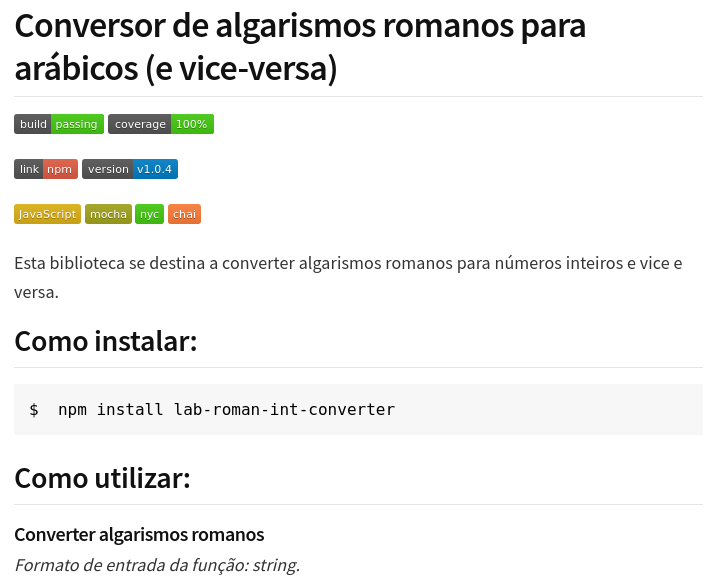 Conversor de algarismos romanos para
arábicos (e vice-versa)
build passing coverage 100%
link npm version v1.0.4
JavaScript mocha nyc chai
Esta biblioteca se destina a converter algarismos romanos para números inteiros e vice e
versa.
Como instalar:
$  npm install lab-roman-int-converter
Como utilizar:
Converter algarismos romanos
Formato de entrada da função: string.